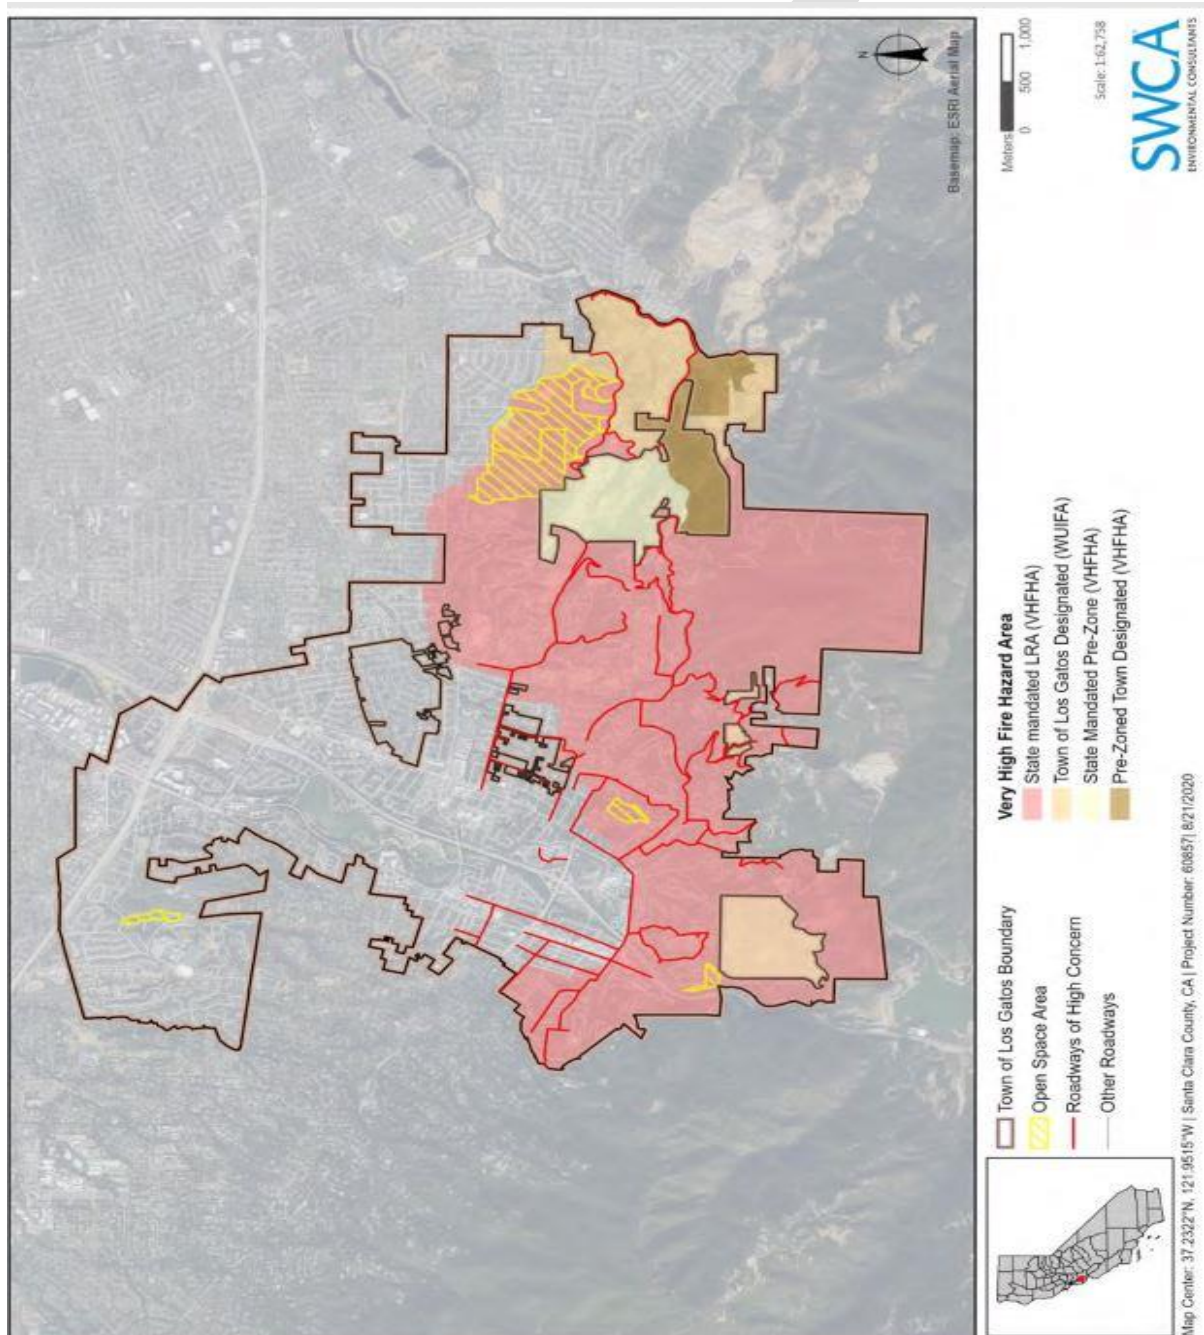 N
Basemap: ESRI Aerial Map
Town of Los Gatos Boundary
Open Space Area
Roadways of High Concern
Other Roadways
Very High Fire Hazard Area
State mandated LRA (VHFHA)
Town of Los Gatos Designated (WUIFA)
State Mandated Pre-Zone (VHFHA)
Pre-Zoned Town Designated (VHFHA)
Meters
0 500 1,000
Scale: 1:62,758
SWCA
ENVIRONMENTAL CONSULTANTS
Map Center: 37.2322°N, 121.9515°W | Santa Clara County, CA | Project Number: 60857| 8/21/2020